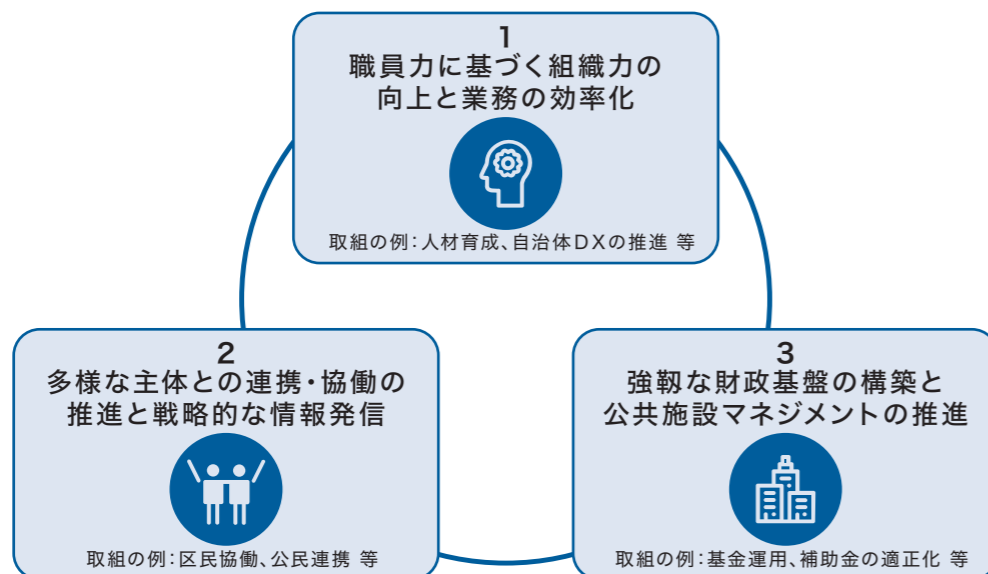 1
職員力に基づく組織力の
向上と業務の効率化
取組の例：人材育成、自治体DXの推進 等
2
多様な主体との連携・協働の
推進と戦略的な情報発信
取組の例：区民協働、公民連携 等
3
強靱な財政基盤の構築と
公共施設マネジメントの推進
取組の例：基金運用、補助金の適正化 等